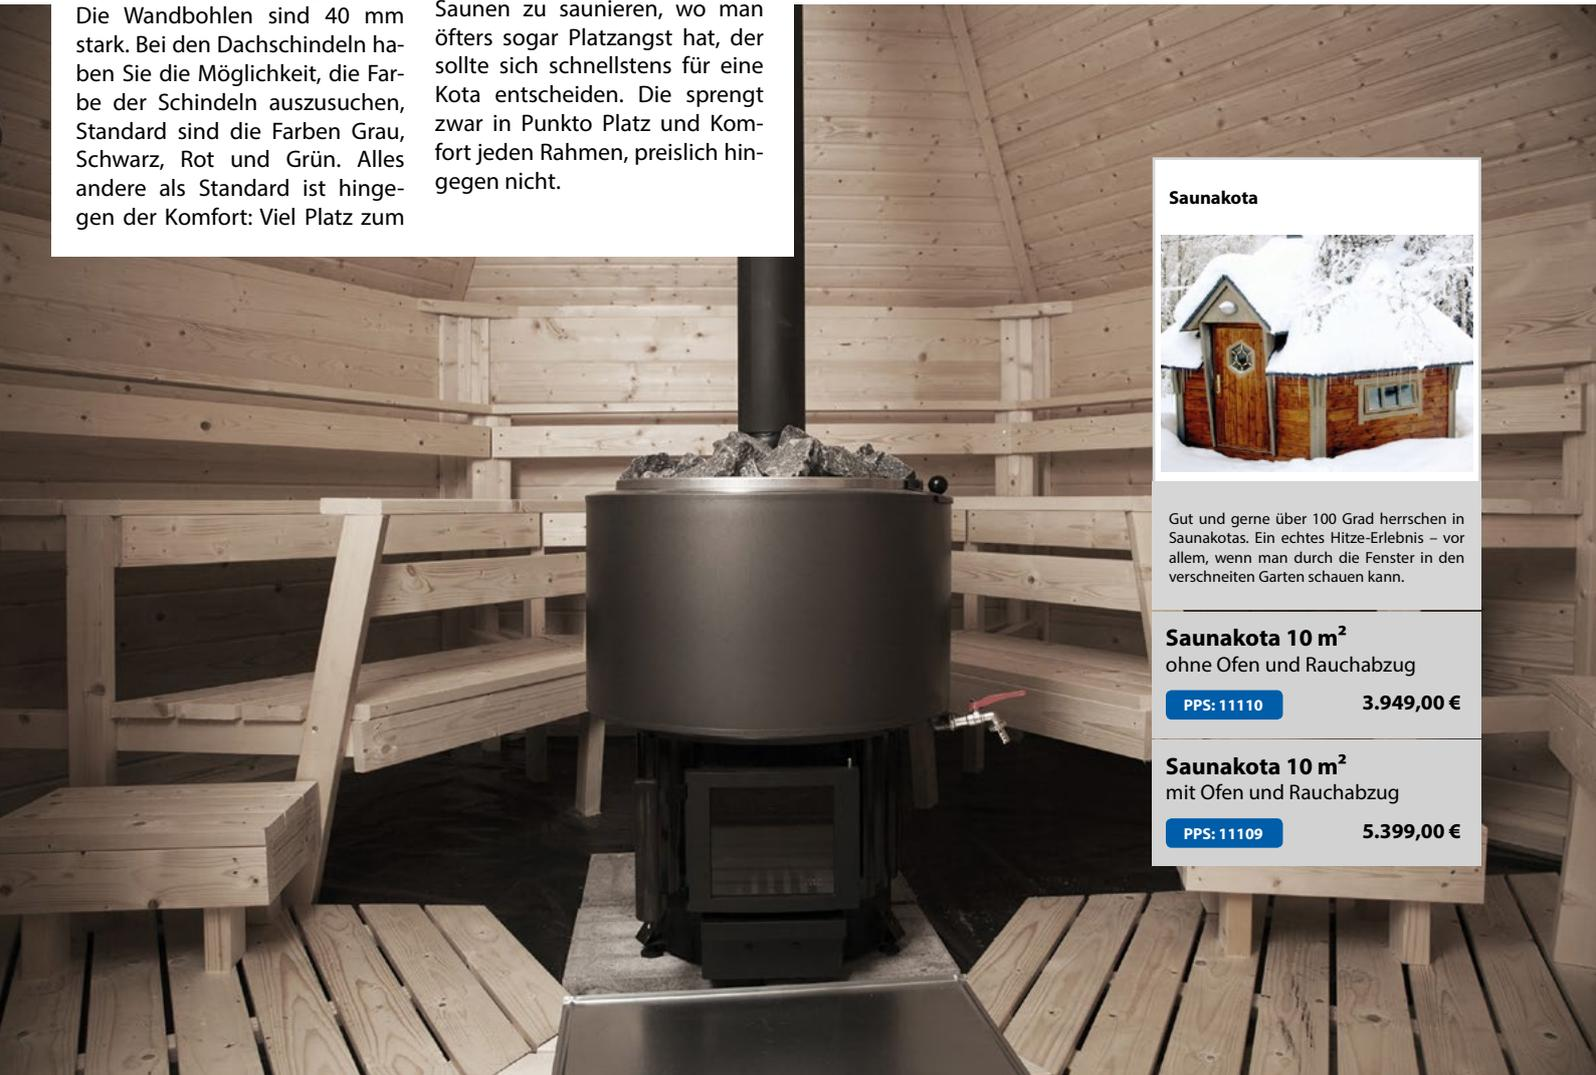 Die Wandbohlen sind 40 mm
stark. Bei den Dachschindeln ha-
ben Sie die Möglichkeit, die Far-
be der Schindeln auszusuchen,
Standard sind die Farben Grau,
Schwarz, Rot und Grün. Alles
andere als Standard ist hinge-
gen der Komfort: Viel Platz zum
Saunen zu saunieren, wo man
öfters sogar Platzangst hat, der
sollte sich schnellstens für eine
Kota entscheiden. Die sprengt
zwar in Punkto Platz und Kom-
fort jeden Rahmen, preislich hin-
gegen nicht.
Saunakota
Gut und gerne über 100 Grad herrschen in
Saunakotas. Ein echtes Hitze-Erlebnis – vor
allem, wenn man durch die Fenster in den
verschneiten Garten schauen kann.
Saunakota 10 m²
ohne Ofen und Rauchabzug
PPS: 11110 3.949,00 €
Saunakota 10 m²
mit Ofen und Rauchabzug
PPS: 11109 5.399,00 €